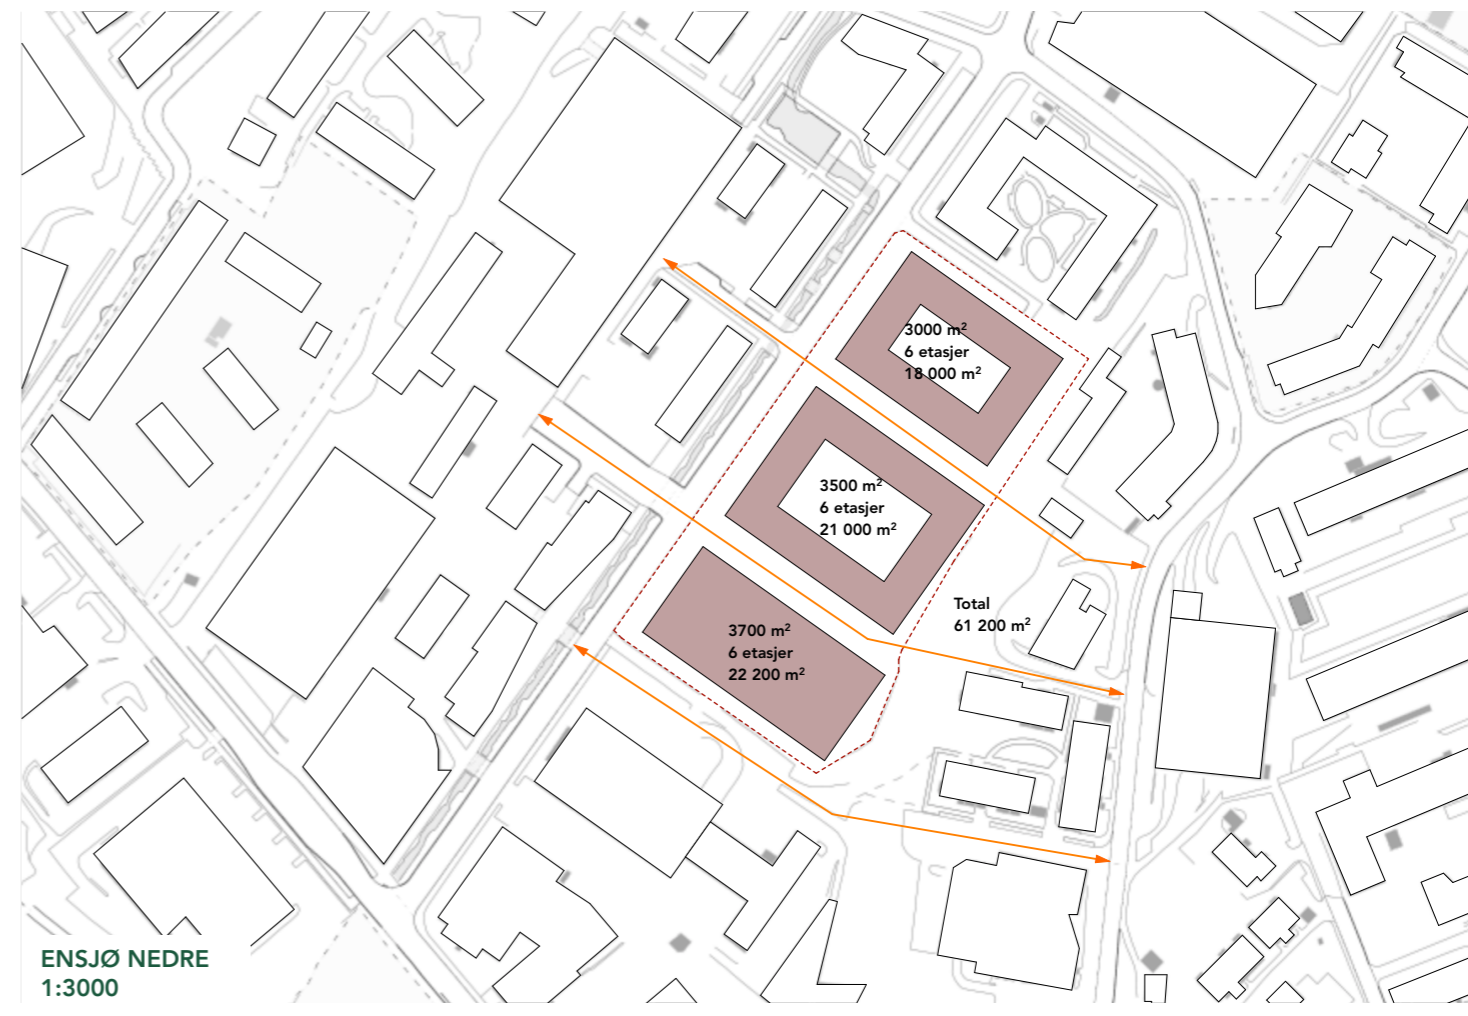 3000 m²
6 etasjer
18 000 m²
3500 m²
6 etasjer
21 000 m²
Total
61 200 m²
3700 m²
6 etasjer
22 200 m²
ENSJØ NEDRE
1:3000